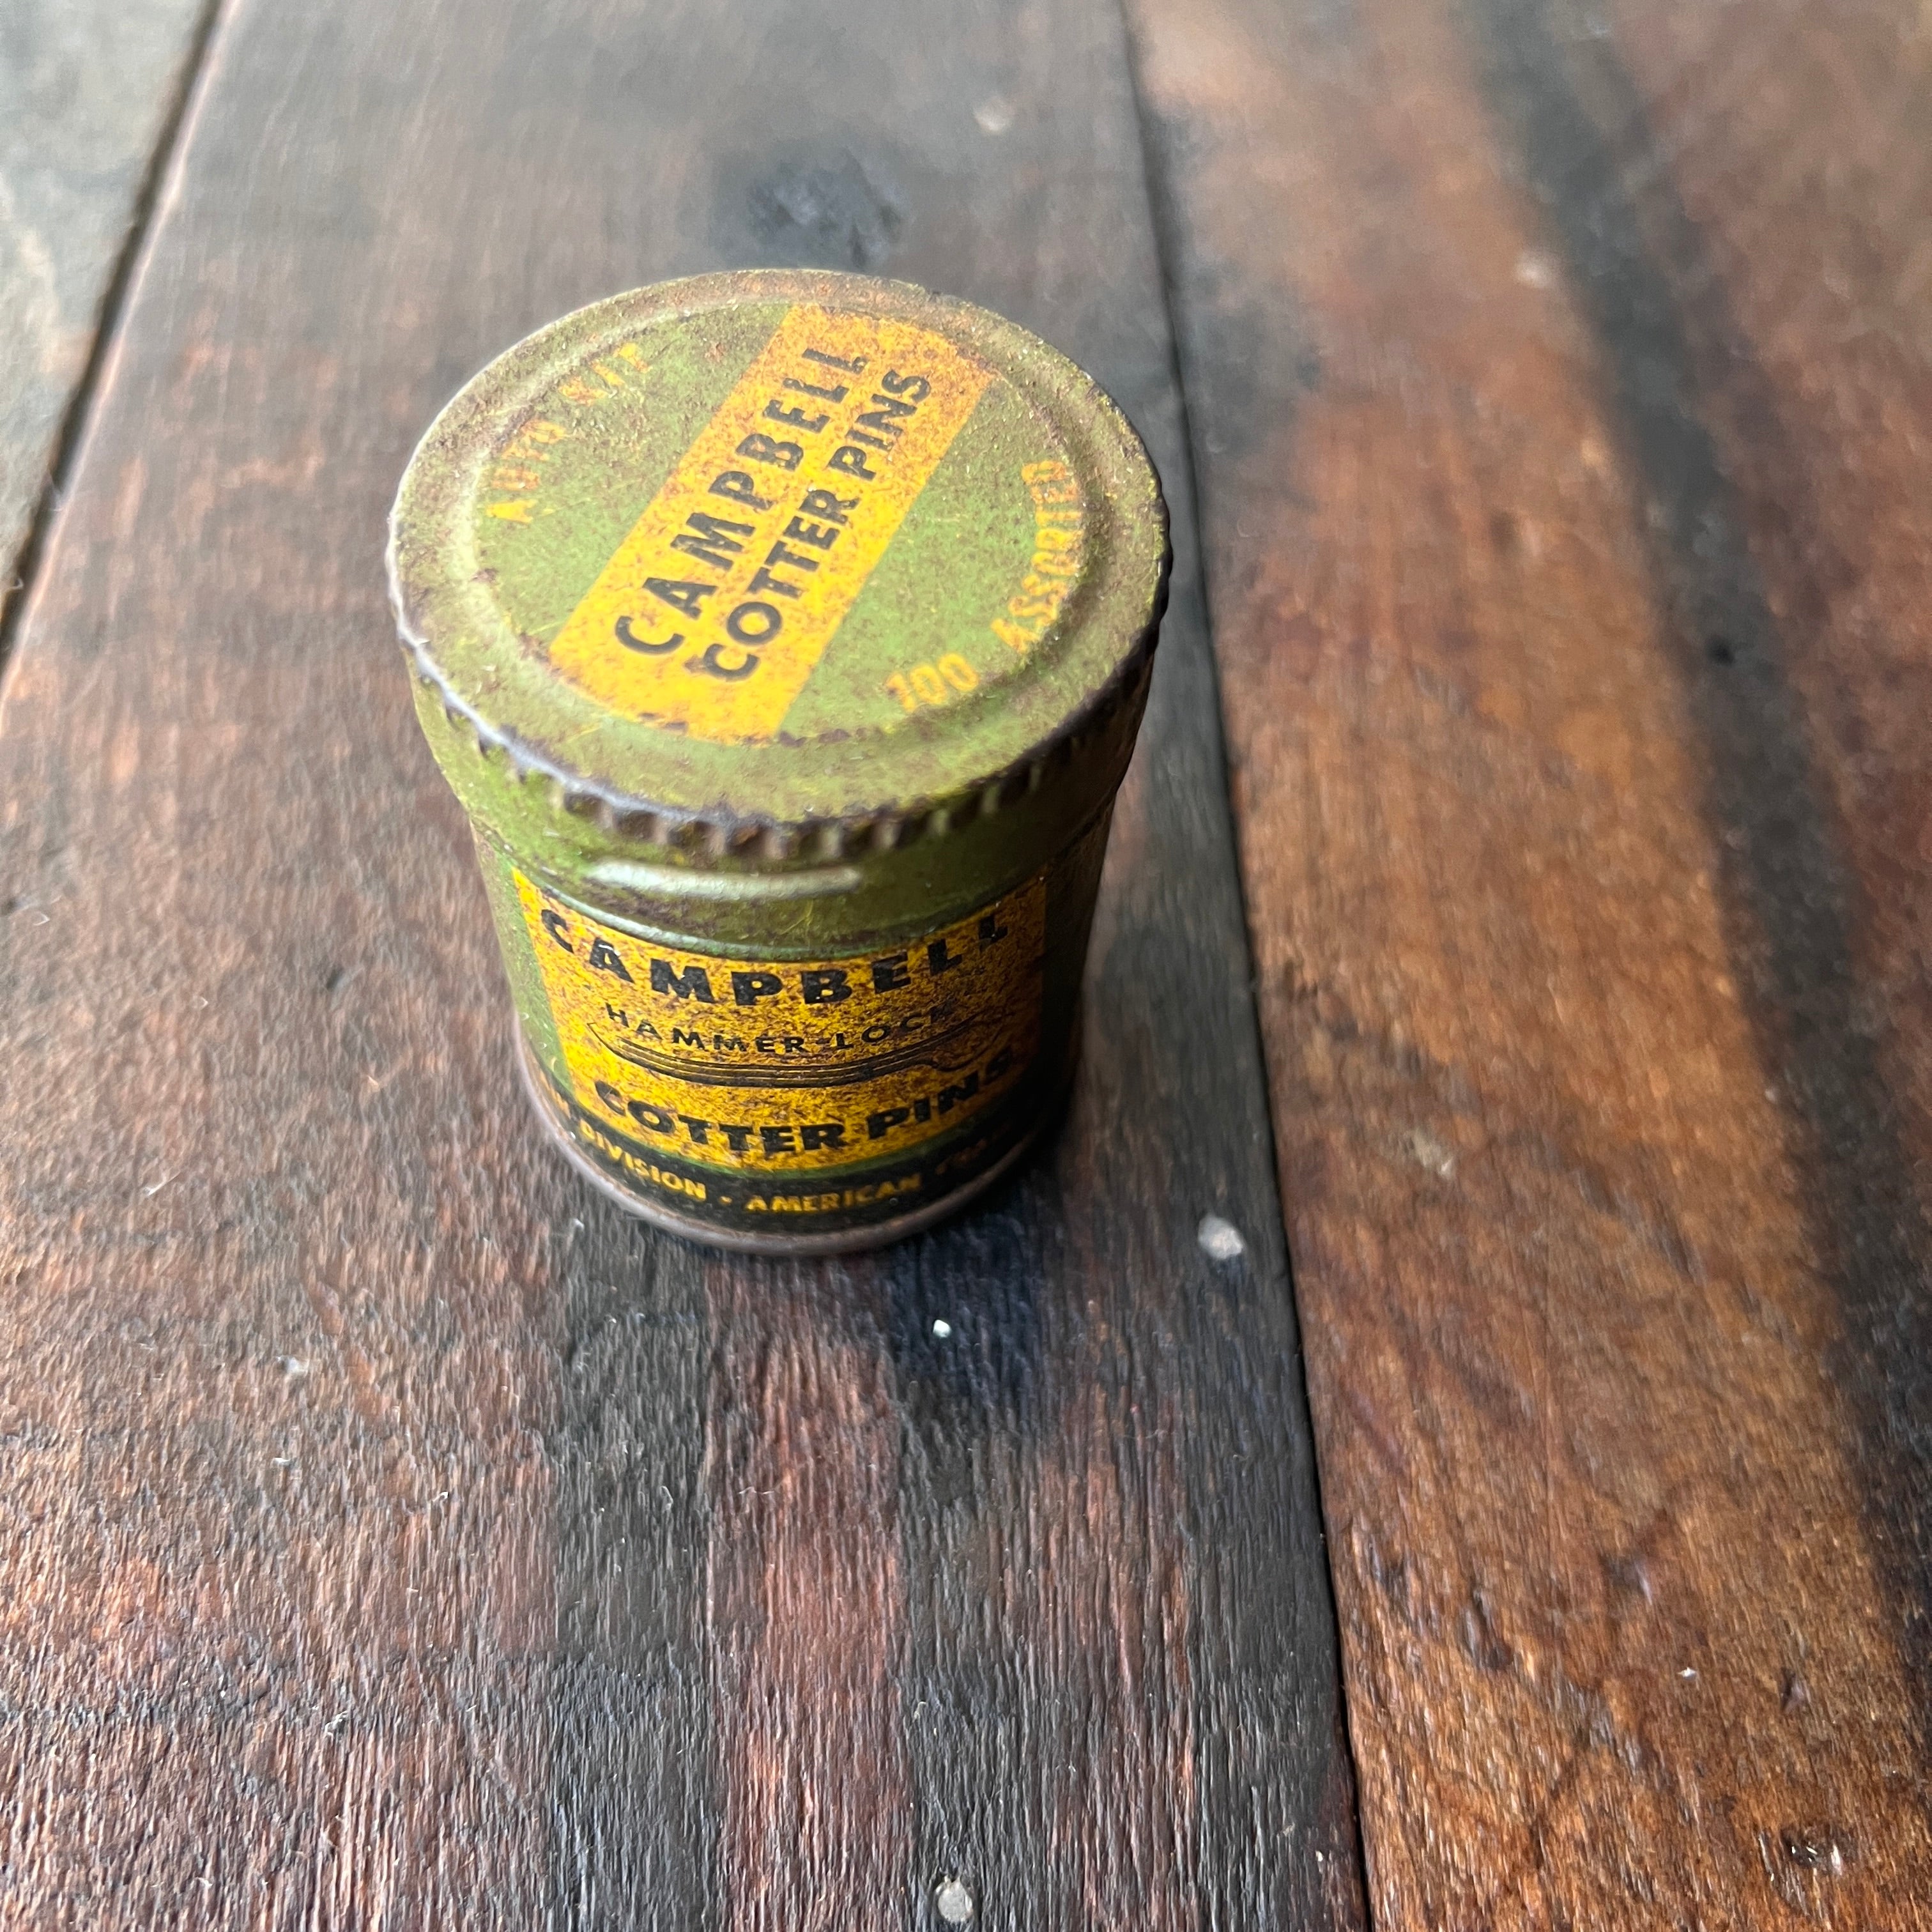 AUTO KIT
CAMPBELL
COTTER PINS
100 ASSORTED
CAMPBELL
HAMMER-LOCK
COTTER PINS
DIVISION • AMERICAN